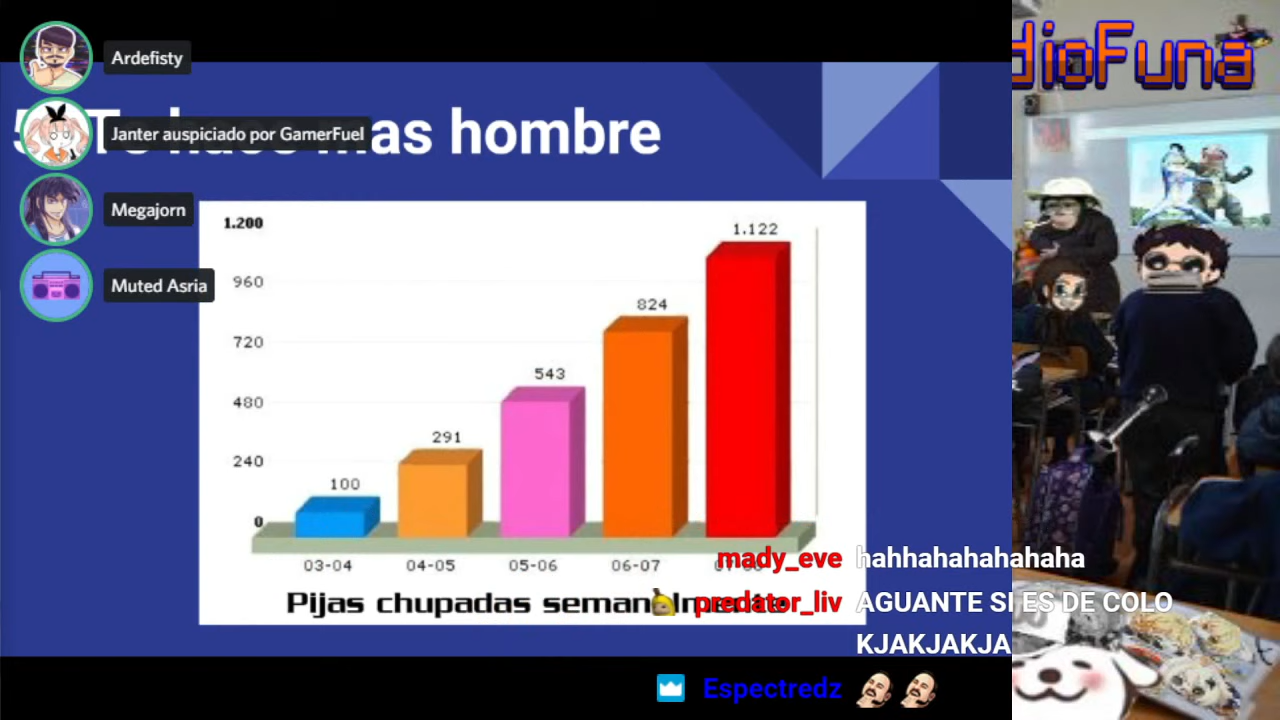 dioFuna
Ardefisty
Janter auspiciado por GamerFuel
mas hombre
Megajorn
Muted Asria
1.200
960
720
480
240
0
100
291
543
824
1.122
03-04
04-05
05-06
06-07
Pijas chupadas
mady_eve hahhahahahahaha
predator_liv AGUANTE SI ES DE COLO
KJAKJAKJA
Espectredz